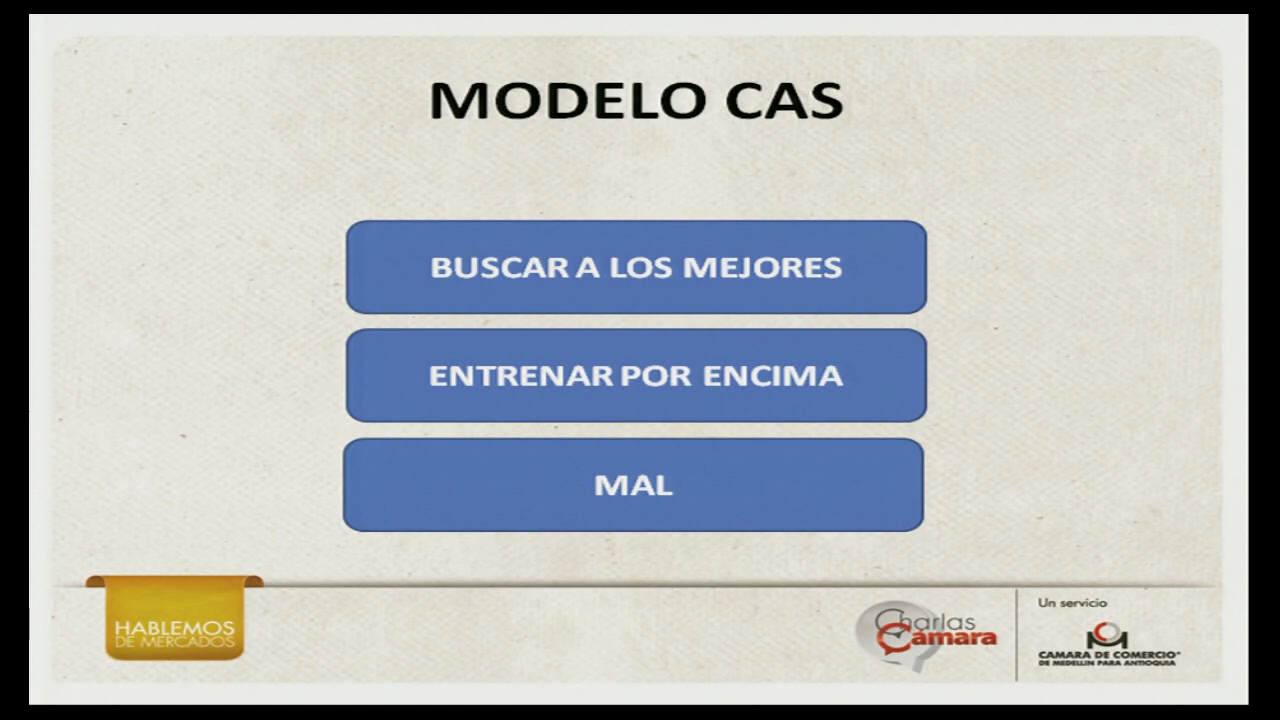 MODELO CAS
BUSCAR A LOS MEJORES
ENTRENAR POR ENCIMA
MAL
HABLEMOS
DE MERCADOS
Charlas
Cámara
Un servicio
CAMARA DE COMERCIO
DE MEDELLIN PARA ANTIOQUIA